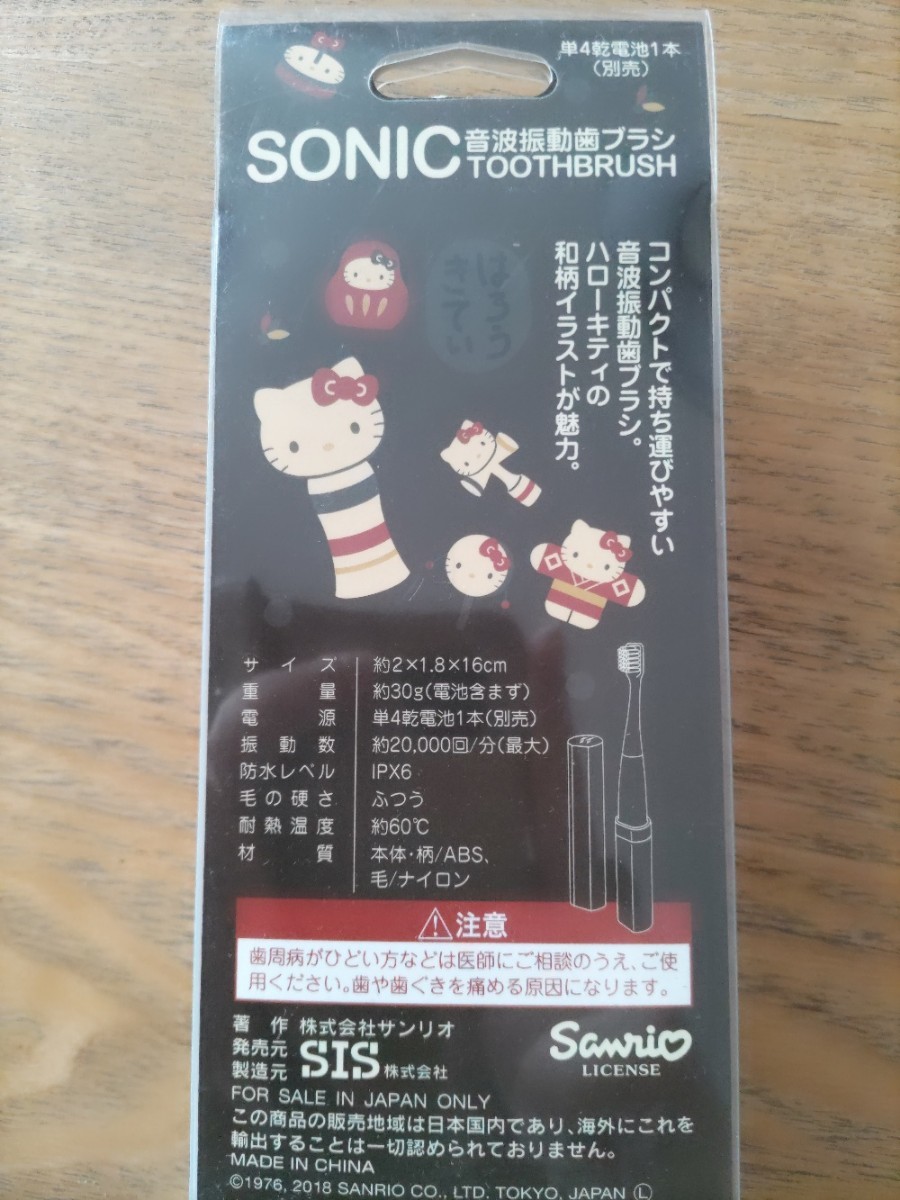 単4乾電池1本
(別売)
SONIC 音波振動歯ブラシ
TOOTHBRUSH
コンパクトで持ち運びやすい
音波振動歯ブラシ。
ハローキティの
和柄イラストが魅力。
はろう
きてぃ
サイズ 約2×1.8×16cm
重量 約30g(電池含まず)
電源 単4乾電池1本(別売)
振動数 約20,000回/分(最大)
防水レベル IPX6
毛の硬さ ふつう
耐熱温度 約60℃
材質 本体・柄/ABS、
毛/ナイロン
注意
歯周病がひどい方などは医師にご相談のうえ、ご使
用ください。歯や歯ぐきを痛める原因になります。
著作 株式会社サンリオ
発売元
製造元 SIS株式会社
Sanrio
LICENSE
FOR SALE IN JAPAN ONLY
この商品の販売地域は日本国内であり、海外にこれを
輸出することは一切認められておりません。
MADE IN CHINA
©1976, 2018 SANRIO CO., LTD. TOKYO, JAPAN Ⓛ